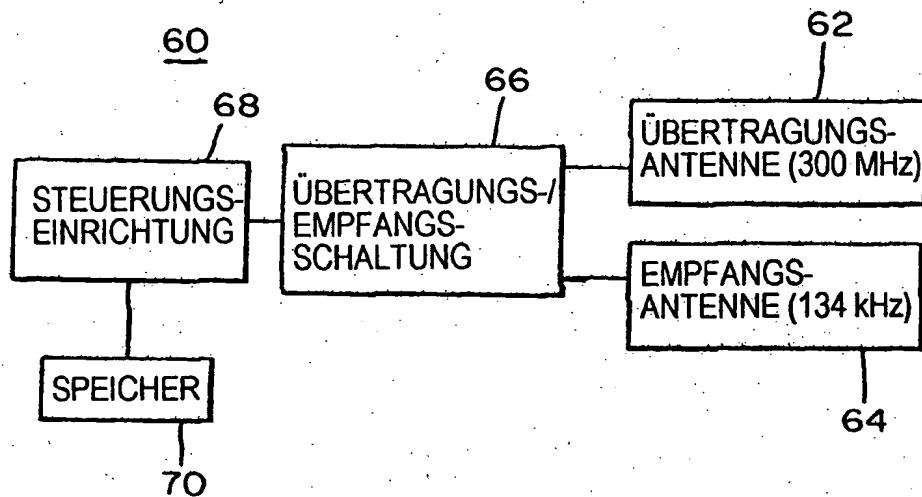 60
68
66
62
STEUERUNGS-
EINRICHTUNG
ÜBERTRAGUNGS-/
EMPFANGS-
SCHALTUNG
ÜBERTRAGUNGS-
ANTENNE (300 MHz)
EMPFANGS-
ANTENNE (134 kHz)
SPEICHER
70
64